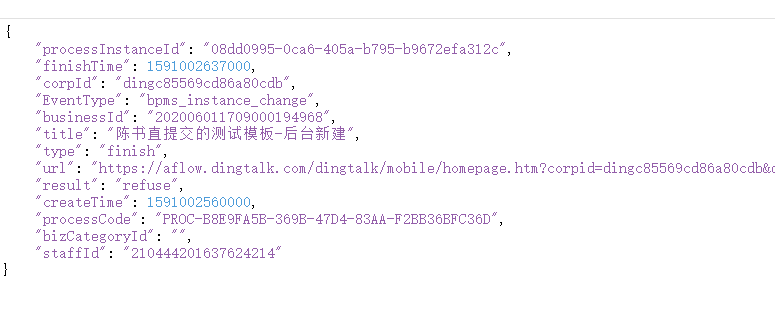 {
"processInstanceId": "08dd0995-0ca6-405a-b795-b9672efa312c",
"finishTime": 1591002637000,
"corpId": "dingc85569cd86a80cdb",
"EventType": "bpms_instance_change",
"businessId": "202006011709000194968",
"title": "陈书直提交的测试模板-后台新建",
"type": "finish",
"url": "https://aflow.dingtalk.com/dingtalk/mobile/homepage.htm?corpid=dingc85569cd86a80cdb&
"result": "refuse",
"createTime": 1591002560000,
"processCode": "PROC-B8E9FA5B-369B-47D4-83AA-F2BB36BFC36D",
"bizCategoryId": "",
"staffId": "210444201637624214"
}